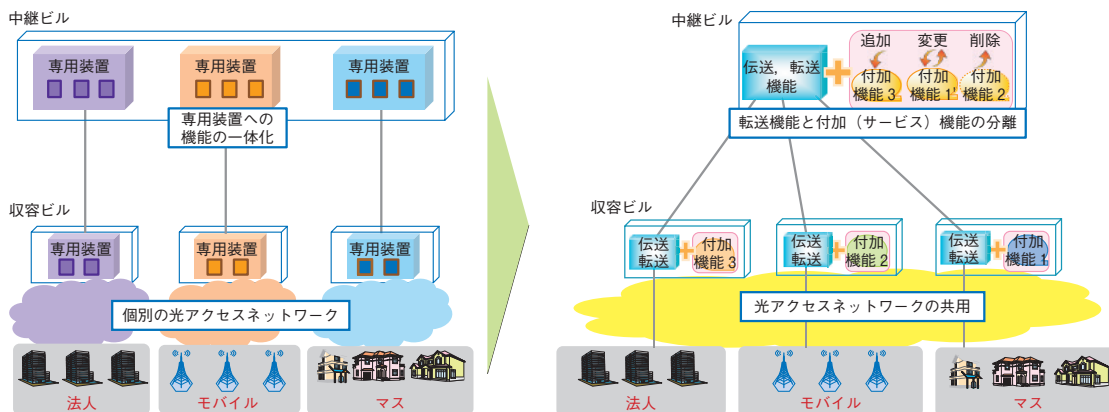 中継ビル
専用装置
専用装置
専用装置
専用装置への
機能の一体化
収容ビル
専用装置
専用装置
専用装置
個別の光アクセスネットワーク
法人
モバイル
マス
中継ビル
伝送，転送
機能
追加
変更
削除
付加
機能 3
付加
機能 1'
付加
機能 2
転送機能と付加（サービス）機能の分離
収容ビル
伝送
転送
付加
機能 3
伝送
転送
付加
機能 2
伝送
転送
付加
機能 1
光アクセスネットワークの共用
法人
モバイル
マス